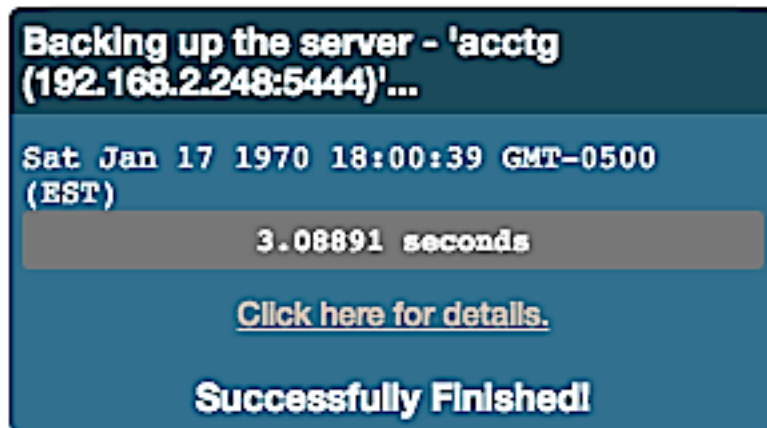 Backing up the server - 'acctg
(192.168.2.248:5444)'...
Sat Jan 17 1970 18:00:39 GMT-0500
(EST)
3.08891 seconds
Click here for details.
Successfully Finished!